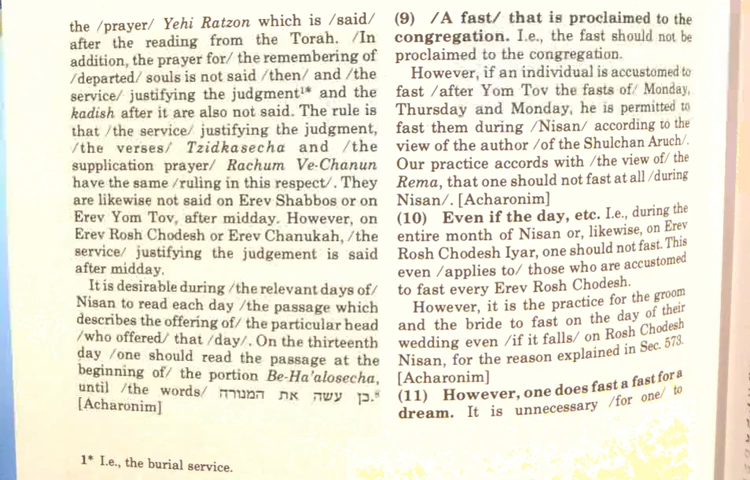 the /prayer/ Yehi Ratzon which is /said/
after the reading from the Torah. /In
addition, the prayer for/ the remembering of
/departed/ souls is not said /then/ and /the
service/ justifying the judgment¹* and the
kadish after it are also not said. The rule is
that /the service/ justifying the judgment,
/the verses/ Tzidkasecha and /the
supplication prayer/ Rachum Ve-Chanun
have the same /ruling in this respect/. They
are likewise not said on Erev Shabbos or on
Erev Yom Tov, after midday. However, on
Erev Rosh Chodesh or Erev Chanukah, /the
service/ justifying the judgement is said
after midday.
It is desirable during /the relevant days of/
Nisan to read each day /the passage which
describes the offering of/ the particular head
/who offered/ that /day/. On the thirteenth
day /one should read the passage at the
beginning of/ the portion Be-Ha'alosecha,
until /the words/ כן עשה את המנורה.*
[Acharonim]
1* I.e., the burial service.
(9) /A fast/ that is proclaimed to the
congregation. I.e., the fast should not be
proclaimed to the congregation.
However, if an individual is accustomed to
fast /after Yom Tov the fasts of/ Monday,
Thursday and Monday, he is permitted to
fast them during /Nisan/ according to the
view of the author /of the Shulchan Aruch/.
Our practice accords with /the view of/ the
Rema, that one should not fast at all /during
Nisan/. [Acharonim]
(10) Even if the day, etc. I.e., during the
entire month of Nisan or, likewise, on Erev
Rosh Chodesh Iyar, one should not fast. This
even /applies to/ those who are accustomed
to fast every Erev Rosh Chodesh.
However, it is the practice for the groom
and the bride to fast on the day of their
wedding even /if it falls/ on Rosh Chodesh
Nisan, for the reason explained in Sec. 573.
[Acharonim]
(11) However, one does fast a fast for a
dream. It is unnecessary /for one/ to